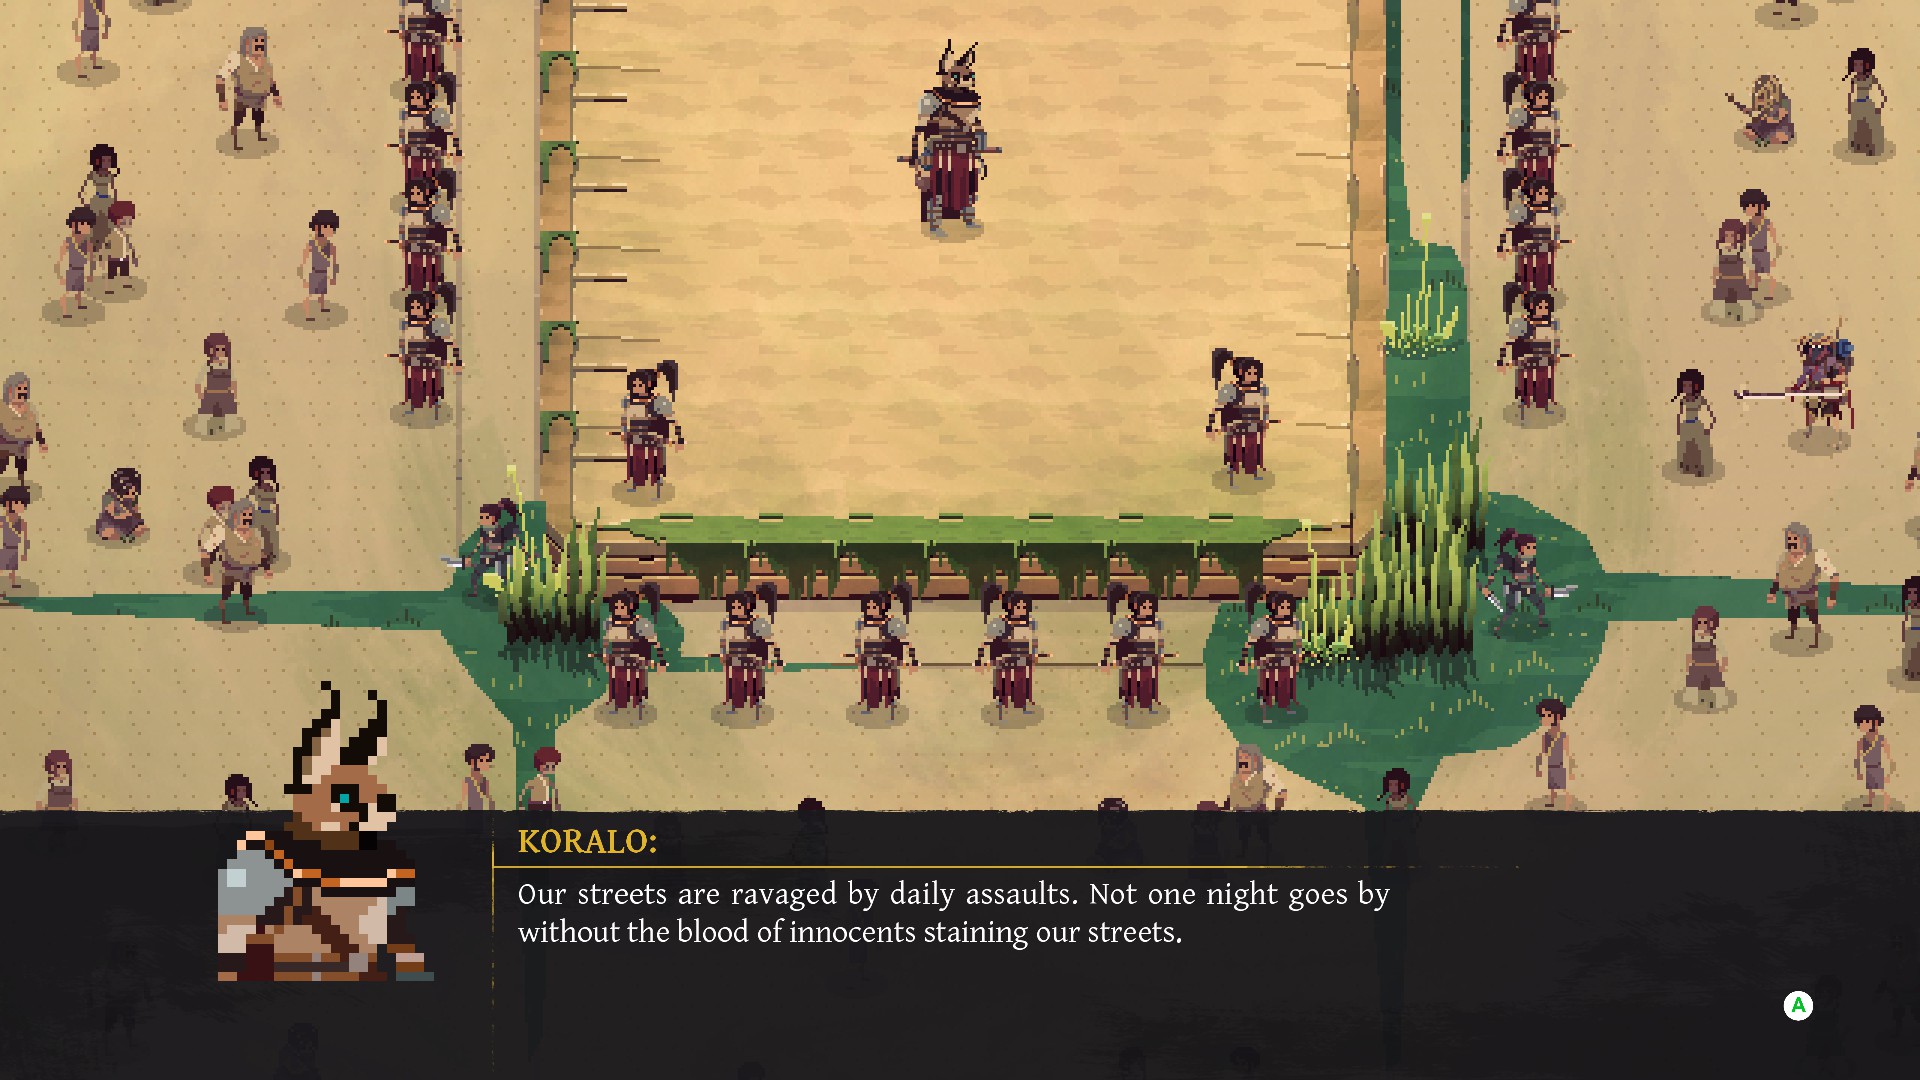 KORALO:
Our streets are ravaged by daily assaults. Not one night goes by
without the blood of innocents staining our streets.
A